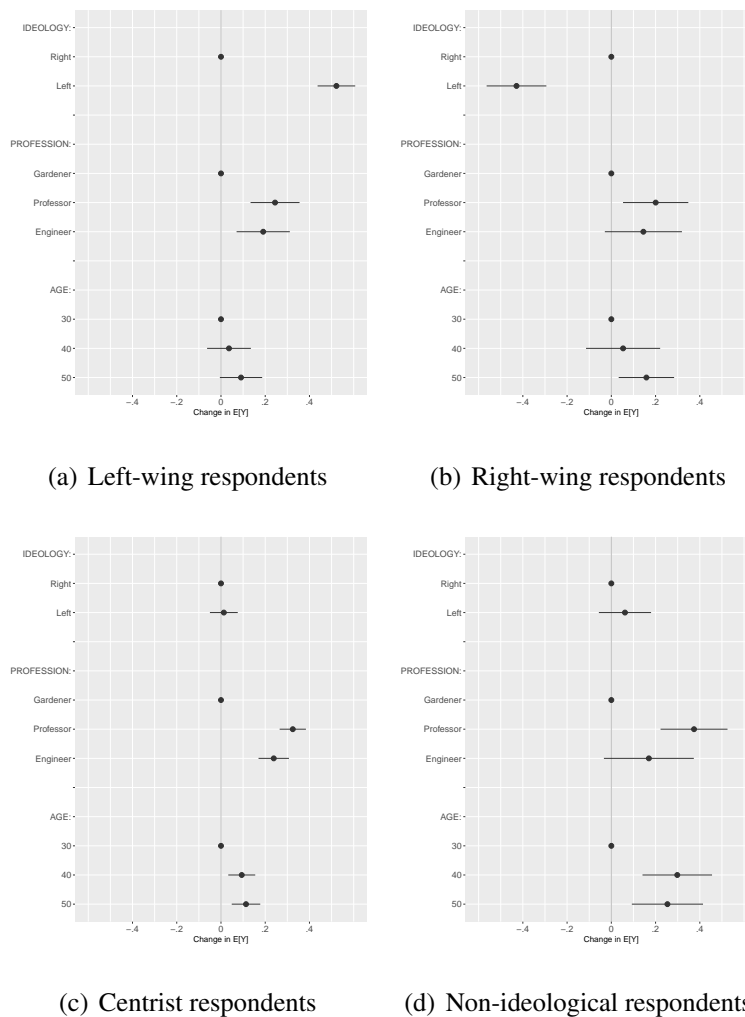 IDEOLOGY:
Right
Left
PROFESSION:
Gardener
Professor
Engineer
AGE:
30
40
50
−.4 −.2 0 .2 .4
Change in E[Y]
(a) Left-wing respondents
IDEOLOGY:
Right
Left
PROFESSION:
Gardener
Professor
Engineer
AGE:
30
40
50
−.4 −.2 0 .2 .4
Change in E[Y]
(b) Right-wing respondents
IDEOLOGY:
Right
Left
PROFESSION:
Gardener
Professor
Engineer
AGE:
30
40
50
−.4 −.2 0 .2 .4
Change in E[Y]
(c) Centrist respondents
IDEOLOGY:
Right
Left
PROFESSION:
Gardener
Professor
Engineer
AGE:
30
40
50
−.4 −.2 0 .2 .4
Change in E[Y]
(d) Non-ideological respondents